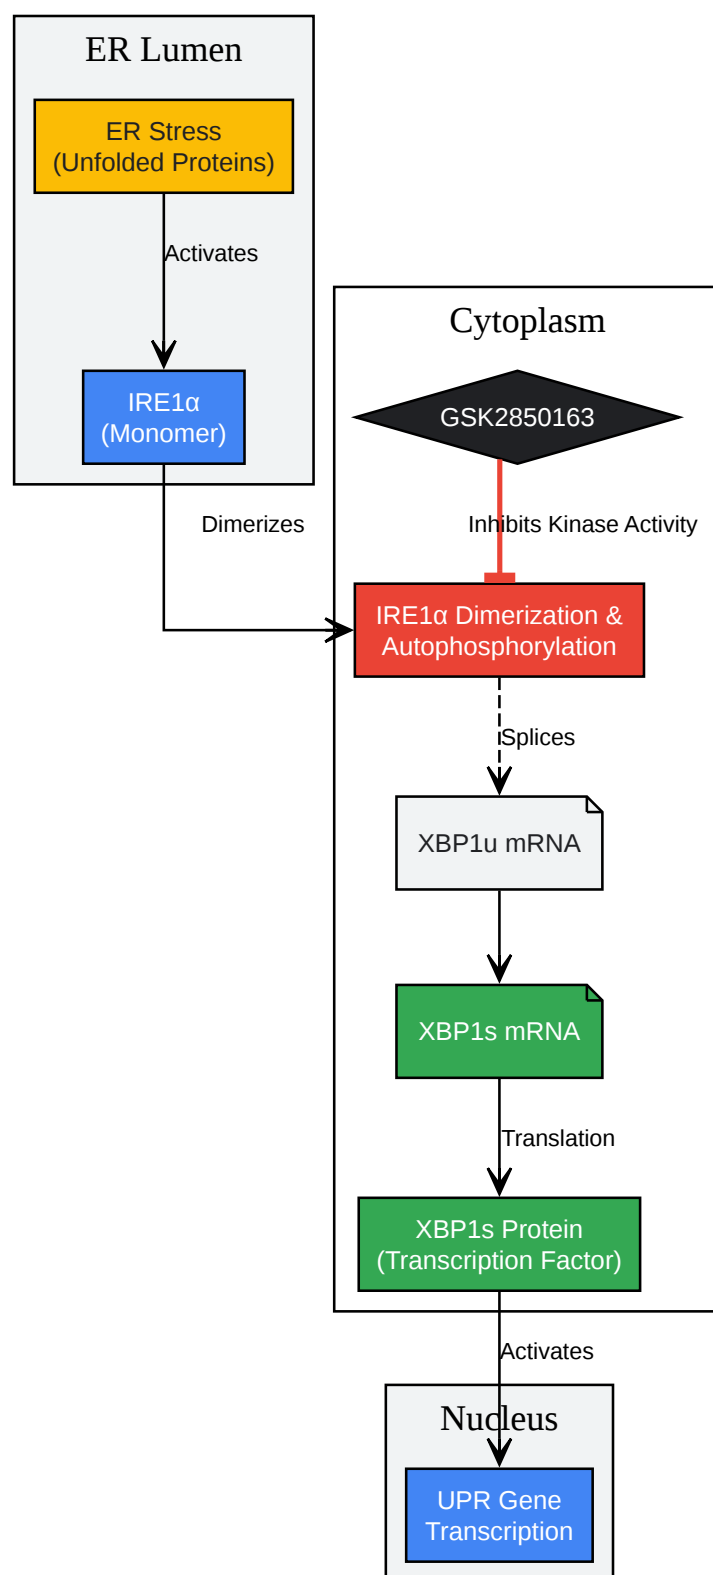 ER Lumen
ER Stress
(Unfolded Proteins)
Activates
IRE1α
(Monomer)
Dimerizes
Cytoplasm
GSK2850163
Inhibits Kinase Activity
IRE1α Dimerization &
Autophosphorylation
Splices
XBP1u mRNA
XBP1s mRNA
Translation
XBP1s Protein
(Transcription Factor)
Activates
Nucleus
UPR Gene
Transcription